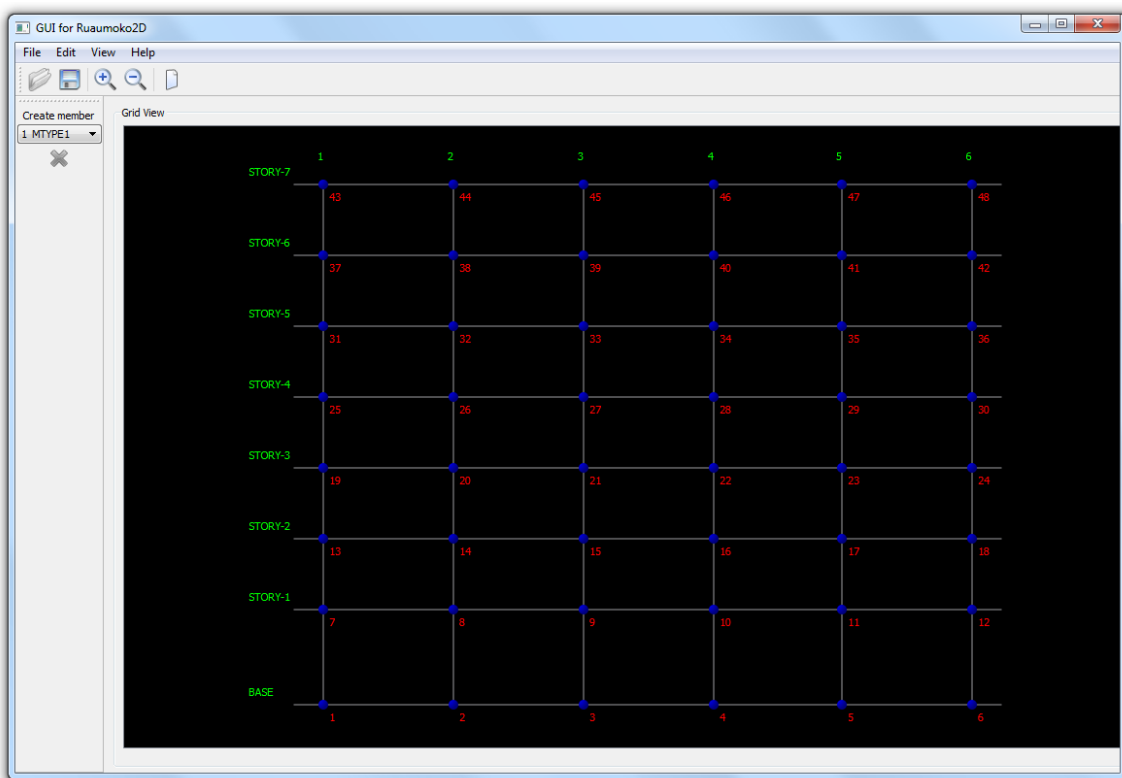 GUI for Ruaumoko2D
File Edit View Help
Create member
1 MTYPE1
Grid View
1 2 3 4 5 6
STORY-7
43 44 45 46 47 48
STORY-6
37 38 39 40 41 42
STORY-5
31 32 33 34 35 36
STORY-4
25 26 27 28 29 30
STORY-3
19 20 21 22 23 24
STORY-2
13 14 15 16 17 18
STORY-1
7 8 9 10 11 12
BASE
1 2 3 4 5 6